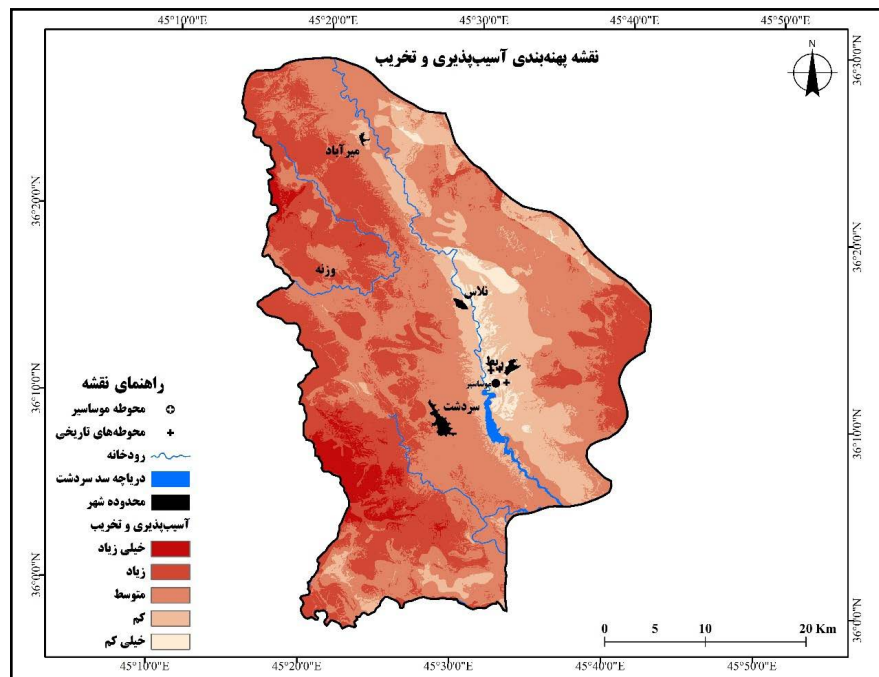 45°10'0"E 45°20'0"E 45°30'0"E 45°40'0"E 45°50'0"E
نقشه پهنه‌بندی آسیب‌پذیری و تخریب
N
36°30'0"N
36°20'0"N 36°20'0"N
36°10'0"N 36°10'0"N
36°0'0"N 36°0'0"N
میرآباد
وزنه
نلاس
ربط
موساسیر
سردشت
راهنمای نقشه
محوطه موساسیر
محوطه‌های تاریخی
رودخانه
دریاچه سد سردشت
محدوده شهر
آسیب‌پذیری و تخریب
خیلی زیاد
زیاد
متوسط
کم
خیلی کم
0 5 10 20 Km
45°10'0"E 45°20'0"E 45°30'0"E 45°40'0"E 45°50'0"E